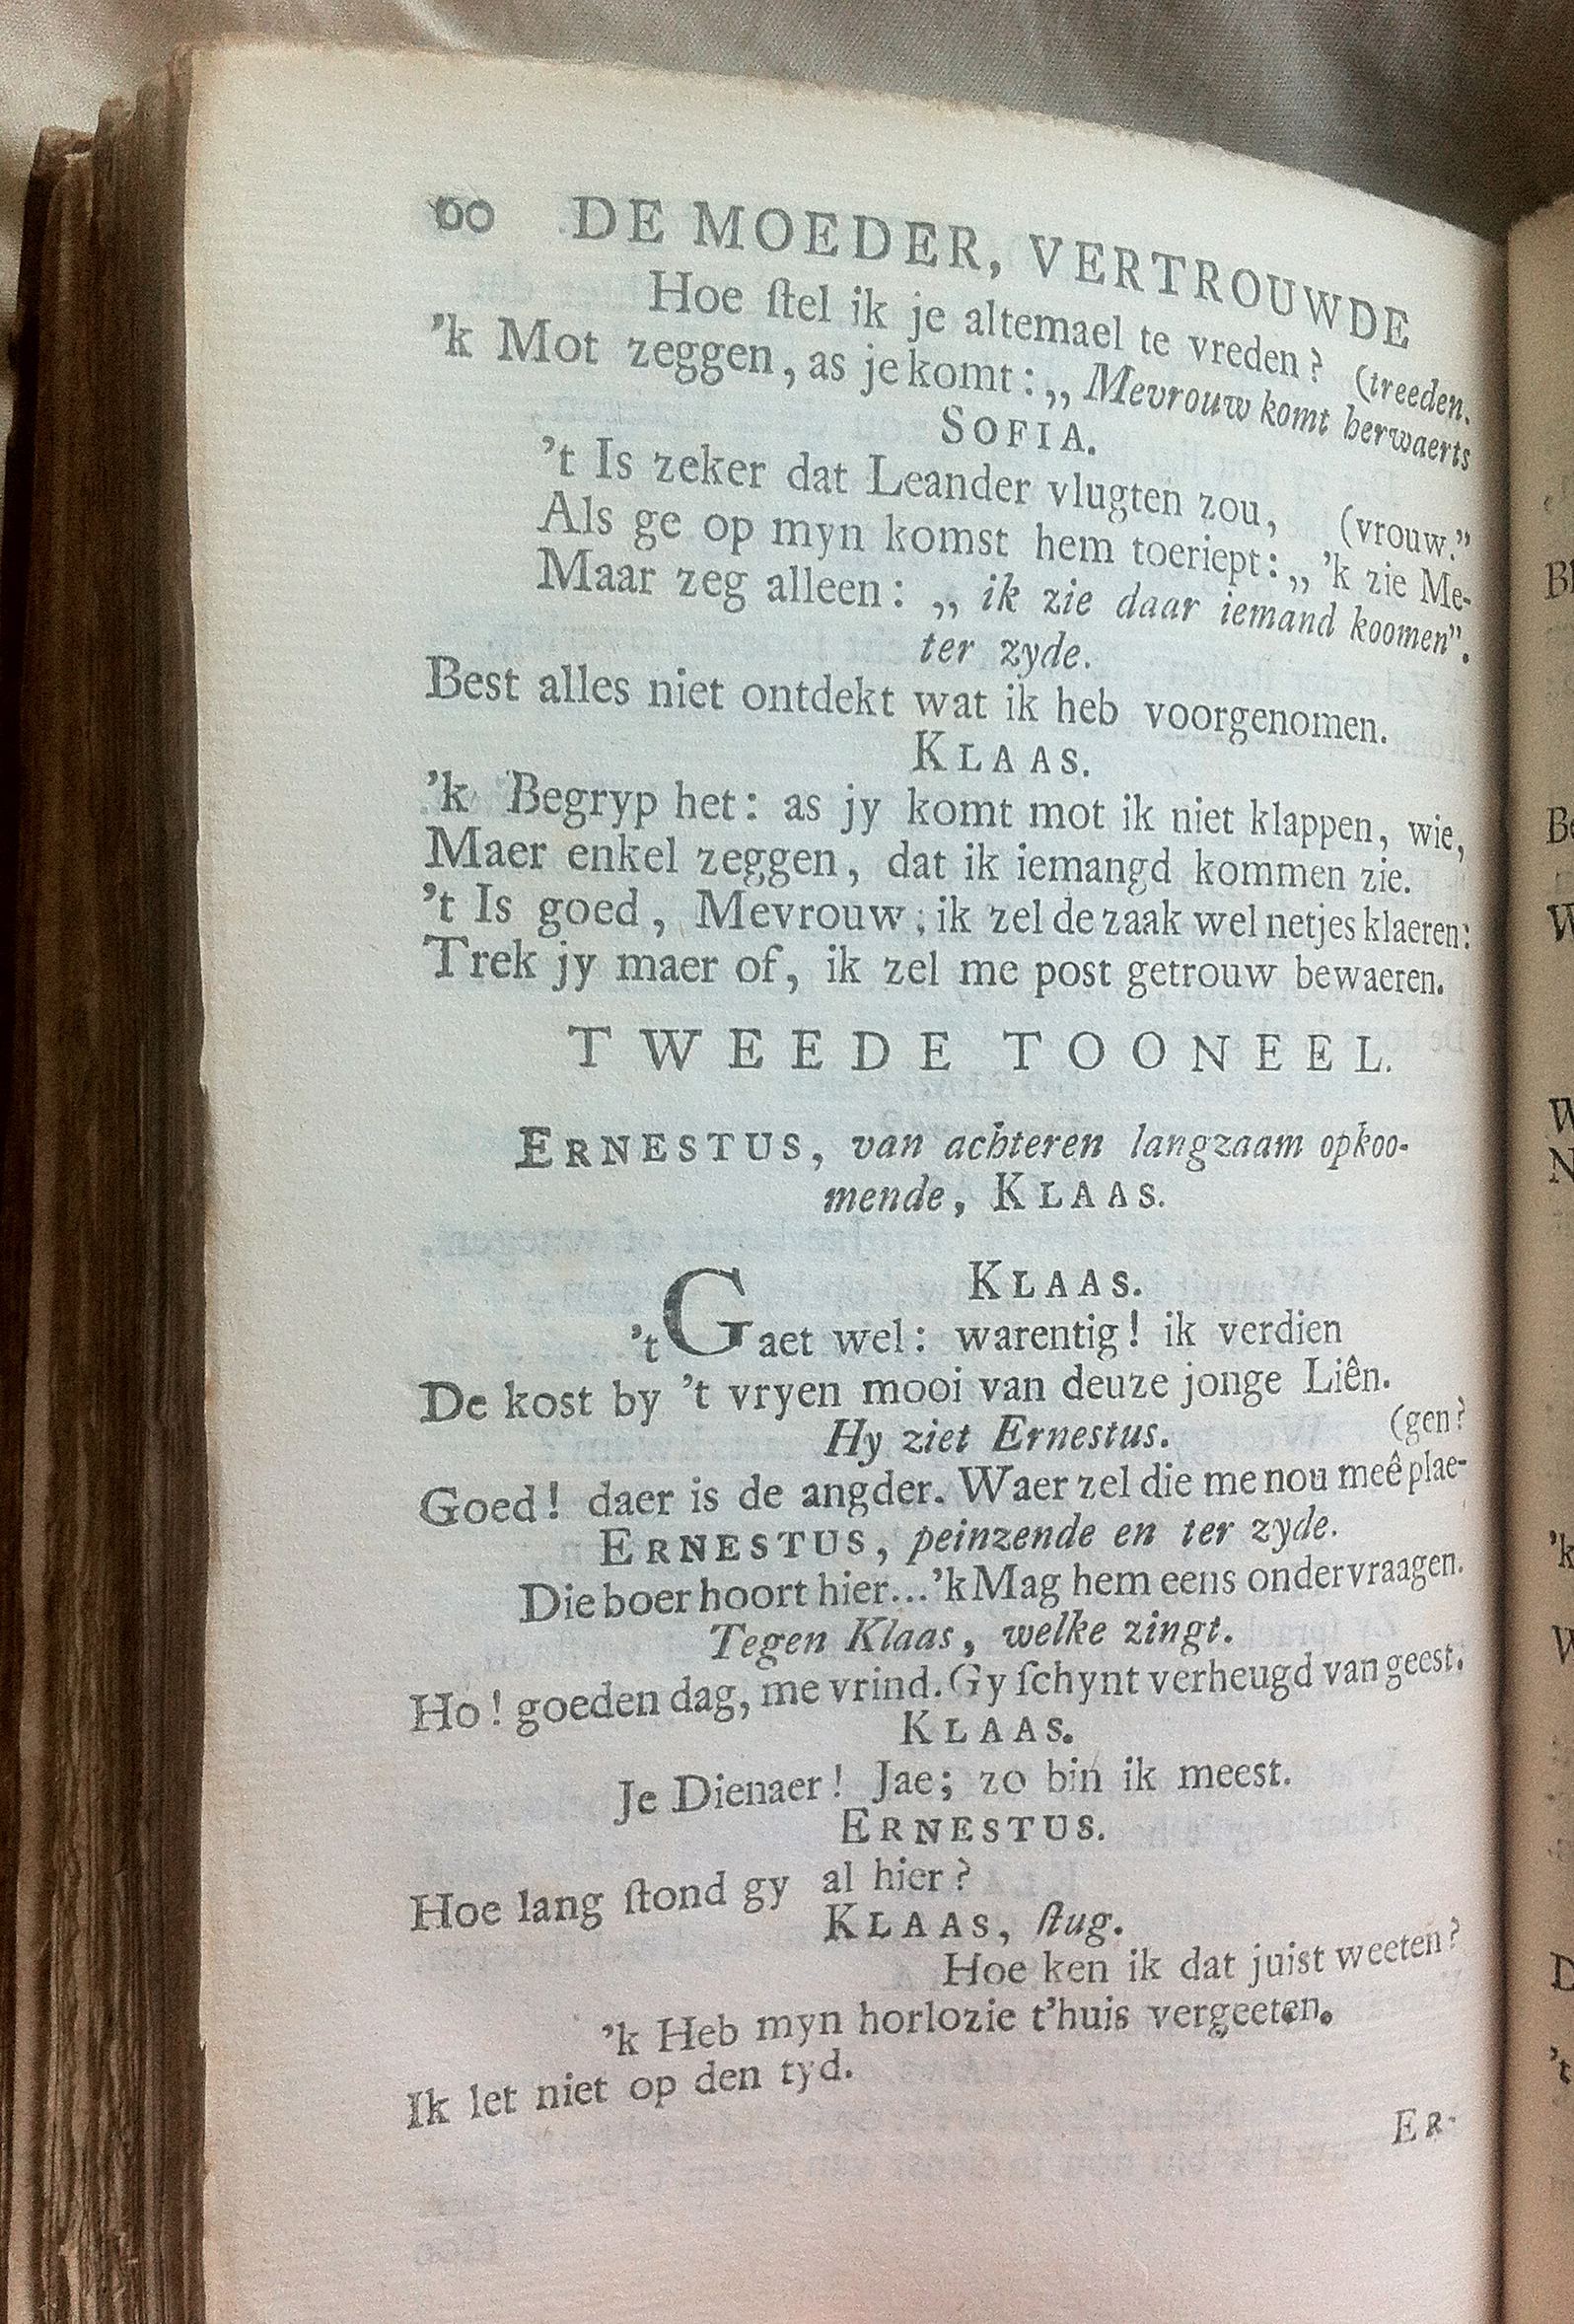 60 DE MOEDER, VERTROUWDE
Hoe ſtel ik je altemael te vreden? (treeden.
'k Mot zeggen, as je komt: „ Mevrouw komt herwaerts
SOFIA.
't Is zeker dat Leander vlugten zou, (vrouw."
Als ge op myn komst hem toeriept: „ 'k zie Me-
Maar zeg alleen: „ ik zie daar iemand koomen".
ter zyde.
Best alles niet ontdekt wat ik heb voorgenomen.
KLAAS.
'k Begryp het: as jy komt mot ik niet klappen, wie,
Maer enkel zeggen, dat ik iemangd kommen zie.
't Is goed, Mevrouw; ik zel de zaak wel netjes klaeren:
Trek jy maer of, ik zel me post getrouw bewaeren.
TWEEDE TOONEEL.
ERNESTUS, van achteren langzaam opkoo-
mende, KLAAS.
KLAAS.
't Gaet wel: warentig! ik verdien
De kost by 't vryen mooi van deuze jonge Liên.
Hy ziet Ernestus. (gen?
Goed! daer is de angder. Waer zel die me nou meê plae-
ERNESTUS, peinzende en ter zyde.
Die boer hoort hier... 'k Mag hem eens ondervraagen.
Tegen Klaas, welke zingt.
Ho! goeden dag, me vrind. Gy ſchynt verheugd van geest.
KLAAS.
Je Dienaer! Jae; zo bin ik meest.
ERNESTUS.
Hoe lang ſtond gy al hier?
KLAAS, ſtug.
Hoe ken ik dat juist weeten?
'k Heb myn horlozie t'huis vergeeten.
Ik let niet op den tyd.
ER-